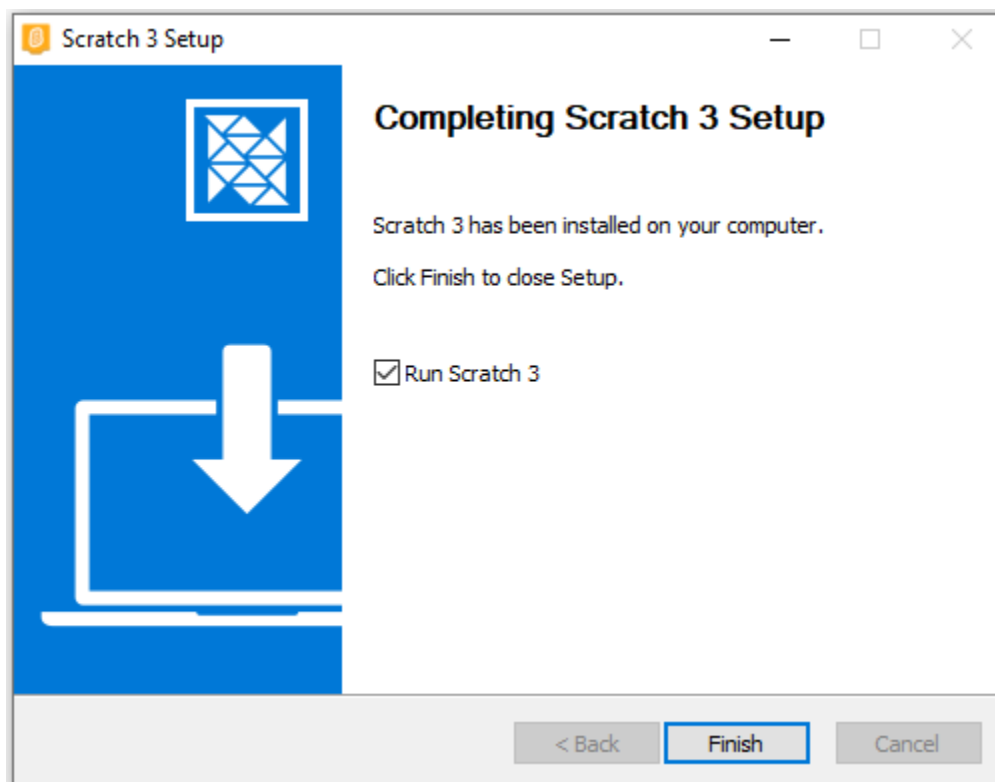 Scratch 3 Setup
Completing Scratch 3 Setup
Scratch 3 has been installed on your computer.
Click Finish to close Setup.
Run Scratch 3
< Back
Finish
Cancel